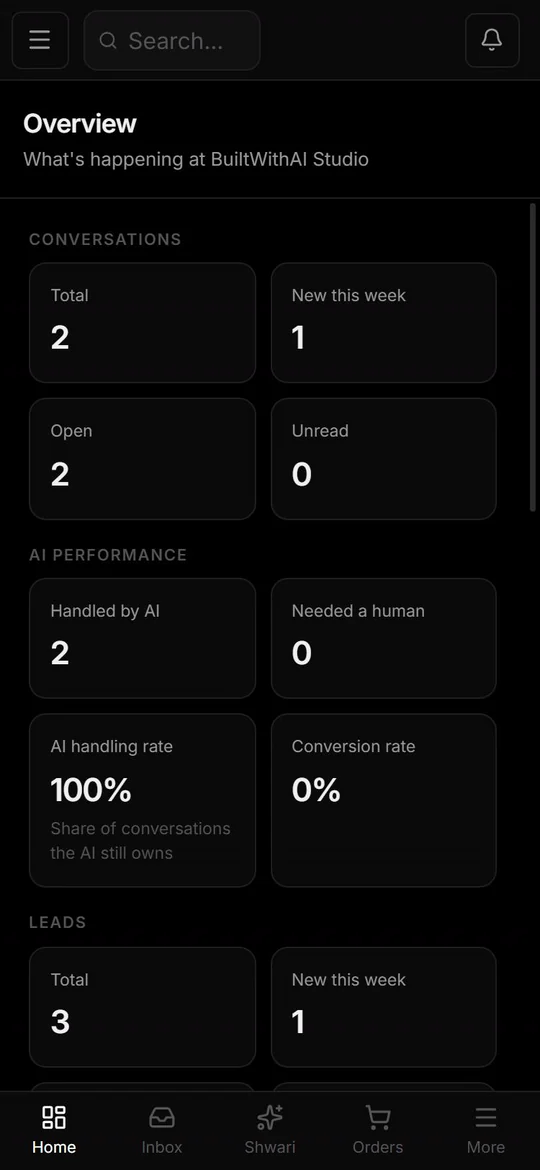 Search...
Overview
What's happening at BuiltWithAI Studio
CONVERSATIONS
Total
New this week
2
1
Open
Unread
2
0
AI PERFORMANCE
Handled by AI
Needed a human
2
0
AI handling rate
Conversion rate
100%
0%
Share of conversations
the AI still owns
LEADS
Total
New this week
3
1
Home
Inbox
Shwari
Orders
More